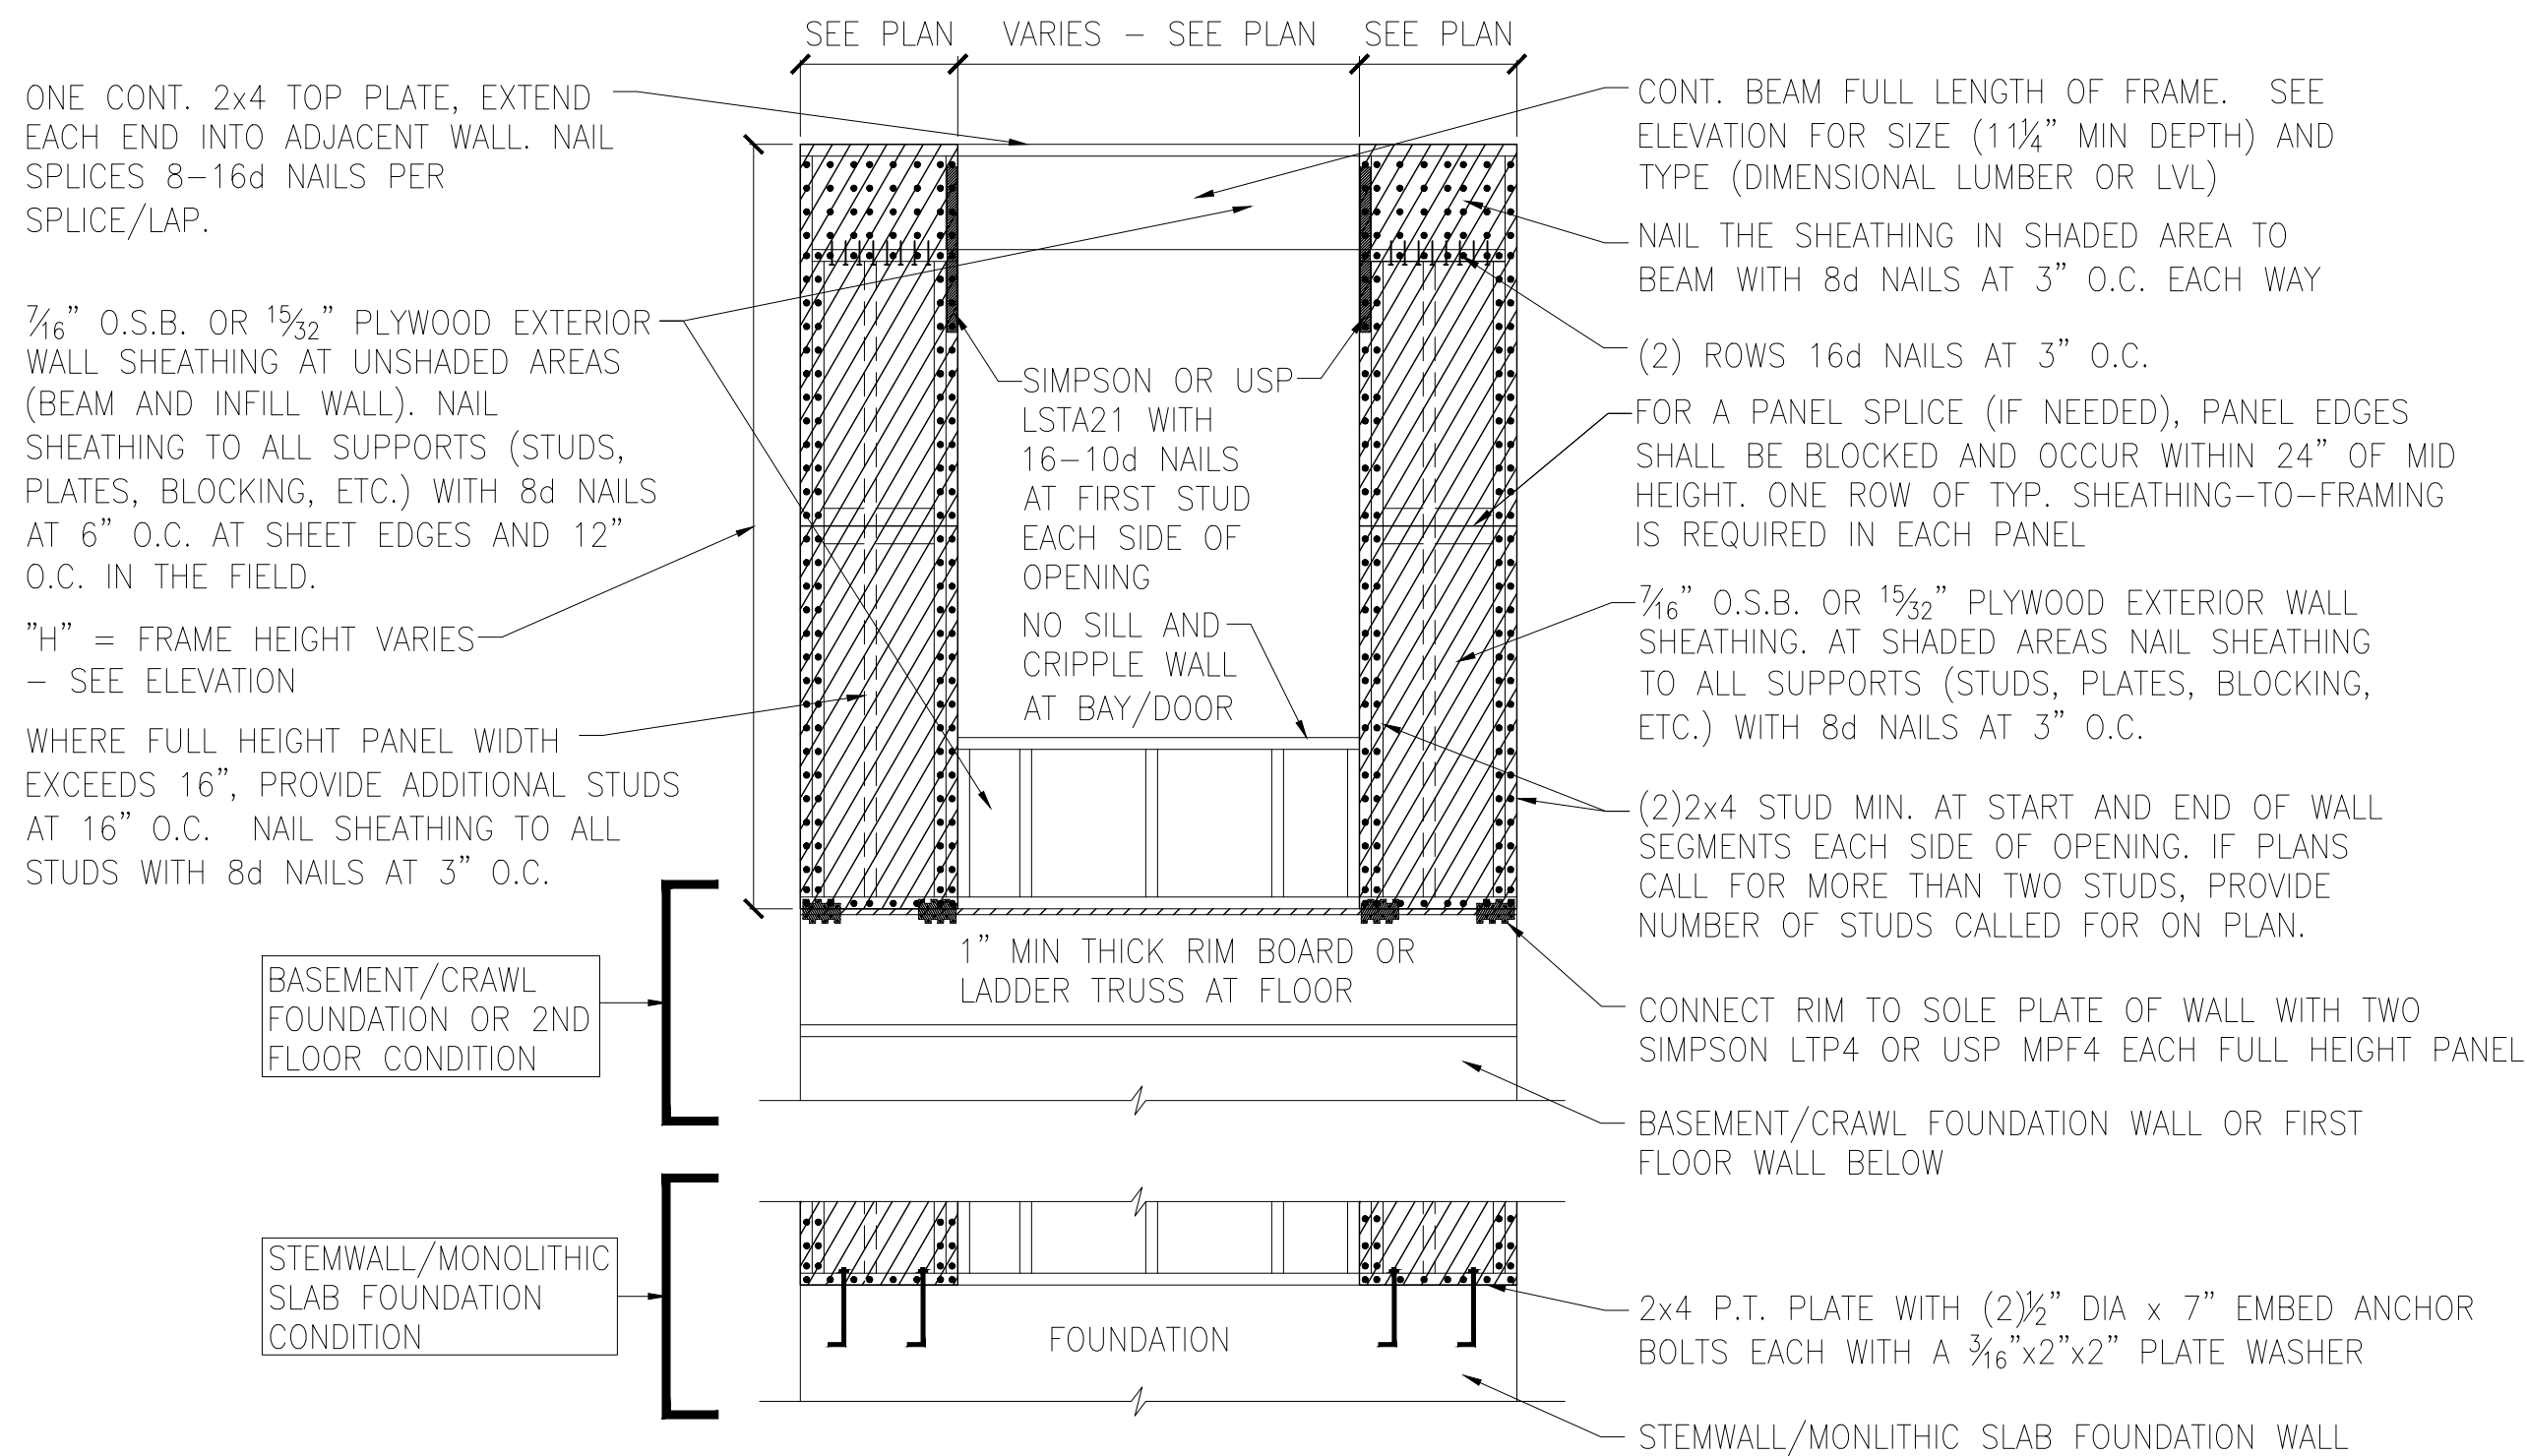 SEE PLAN
VARIES – SEE PLAN
SEE PLAN
ONE CONT. 2x4 TOP PLATE, EXTEND
EACH END INTO ADJACENT WALL. NAIL
SPLICES 8–16d NAILS PER
SPLICE/LAP.
7/16" O.S.B. OR 15/32" PLYWOOD EXTERIOR
WALL SHEATHING AT UNSHADED AREAS
(BEAM AND INFILL WALL). NAIL
SHEATHING TO ALL SUPPORTS (STUDS,
PLATES, BLOCKING, ETC.) WITH 8d NAILS
AT 6" O.C. AT SHEET EDGES AND 12"
O.C. IN THE FIELD.
"H" = FRAME HEIGHT VARIES
– SEE ELEVATION
WHERE FULL HEIGHT PANEL WIDTH
EXCEEDS 16", PROVIDE ADDITIONAL STUDS
AT 16" O.C. NAIL SHEATHING TO ALL
STUDS WITH 8d NAILS AT 3" O.C.
BASEMENT/CRAWL
FOUNDATION OR 2ND
FLOOR CONDITION
STEMWALL/MONOLITHIC
SLAB FOUNDATION
CONDITION
SIMPSON OR USP
LSTA21 WITH
16–10d NAILS
AT FIRST STUD
EACH SIDE OF
OPENING
NO SILL AND
CRIPPLE WALL
AT BAY/DOOR
1" MIN THICK RIM BOARD OR
LADDER TRUSS AT FLOOR
FOUNDATION
CONT. BEAM FULL LENGTH OF FRAME. SEE
ELEVATION FOR SIZE (11 1/4" MIN DEPTH) AND
TYPE (DIMENSIONAL LUMBER OR LVL)
NAIL THE SHEATHING IN SHADED AREA TO
BEAM WITH 8d NAILS AT 3" O.C. EACH WAY
(2) ROWS 16d NAILS AT 3" O.C.
FOR A PANEL SPLICE (IF NEEDED), PANEL EDGES
SHALL BE BLOCKED AND OCCUR WITHIN 24" OF MID
HEIGHT. ONE ROW OF TYP. SHEATHING–TO–FRAMING
IS REQUIRED IN EACH PANEL
7/16" O.S.B. OR 15/32" PLYWOOD EXTERIOR WALL
SHEATHING. AT SHADED AREAS NAIL SHEATHING
TO ALL SUPPORTS (STUDS, PLATES, BLOCKING,
ETC.) WITH 8d NAILS AT 3" O.C.
(2)2x4 STUD MIN. AT START AND END OF WALL
SEGMENTS EACH SIDE OF OPENING. IF PLANS
CALL FOR MORE THAN TWO STUDS, PROVIDE
NUMBER OF STUDS CALLED FOR ON PLAN.
CONNECT RIM TO SOLE PLATE OF WALL WITH TWO
SIMPSON LTP4 OR USP MPF4 EACH FULL HEIGHT PANEL
BASEMENT/CRAWL FOUNDATION WALL OR FIRST
FLOOR WALL BELOW
2x4 P.T. PLATE WITH (2)1/2" DIA x 7" EMBED ANCHOR
BOLTS EACH WITH A 3/16"x2"x2" PLATE WASHER
STEMWALL/MONLITHIC SLAB FOUNDATION WALL